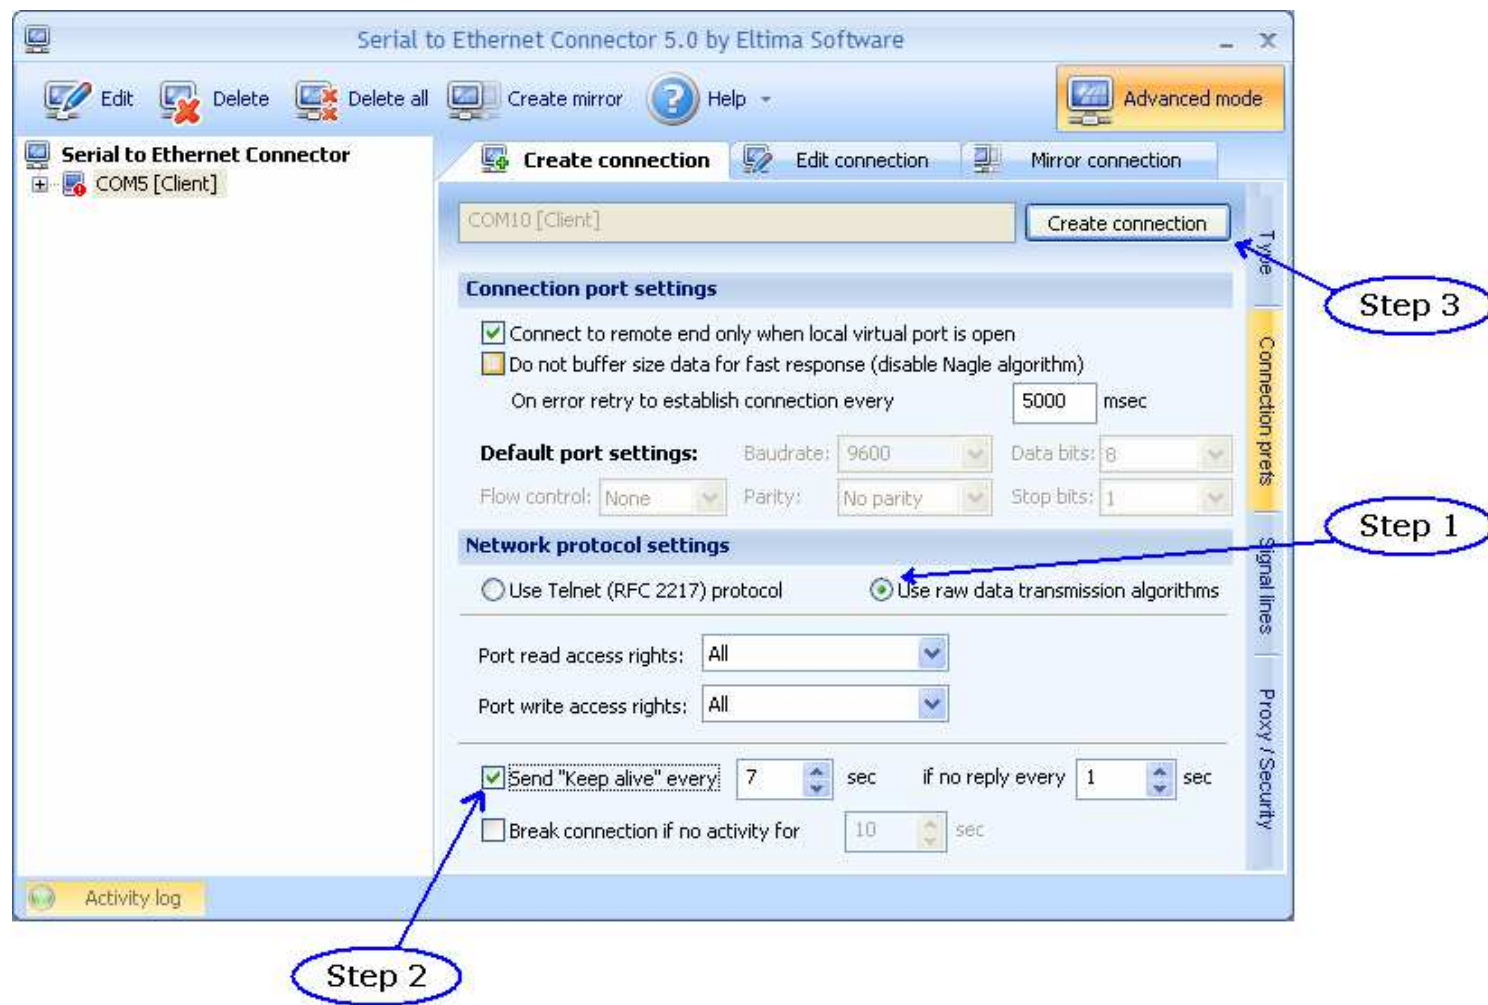 Serial to Ethernet Connector 5.0 by Eltima Software
Edit Delete Delete all Create mirror Help Advanced mode
Serial to Ethernet Connector
COM5 [Client]
Create connection Edit connection Mirror connection
COM10 [Client] Create connection
Type
Connection prefs
Signal lines
Proxy / Security
Step 3
Connection port settings
Connect to remote end only when local virtual port is open
Do not buffer size data for fast response (disable Nagle algorithm)
On error retry to establish connection every 5000 msec
Default port settings: Baudrate: 9600 Data bits: 8
Flow control: None Parity: No parity Stop bits: 1
Step 1
Network protocol settings
Use Telnet (RFC 2217) protocol Use raw data transmission algorithms
Port read access rights: All
Port write access rights: All
Send "Keep alive" every 7 sec if no reply every 1 sec
Break connection if no activity for 10 sec
Activity log
Step 2